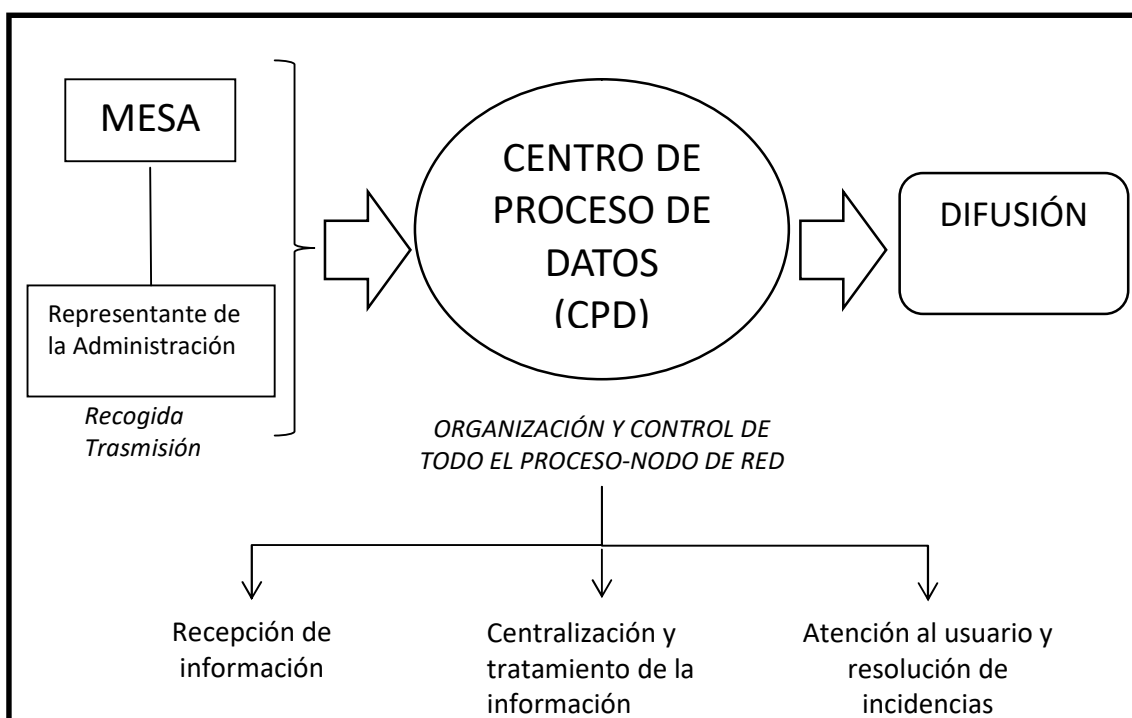 MESA
Representante de
la Administración
Recogida
Trasmisión
CENTRO DE
PROCESO DE
DATOS
(CPD)
DIFUSIÓN
ORGANIZACIÓN Y CONTROL DE
TODO EL PROCESO-NODO DE RED
Recepción de
información
Centralización y
tratamiento de la
información
Atención al usuario y
resolución de
incidencias